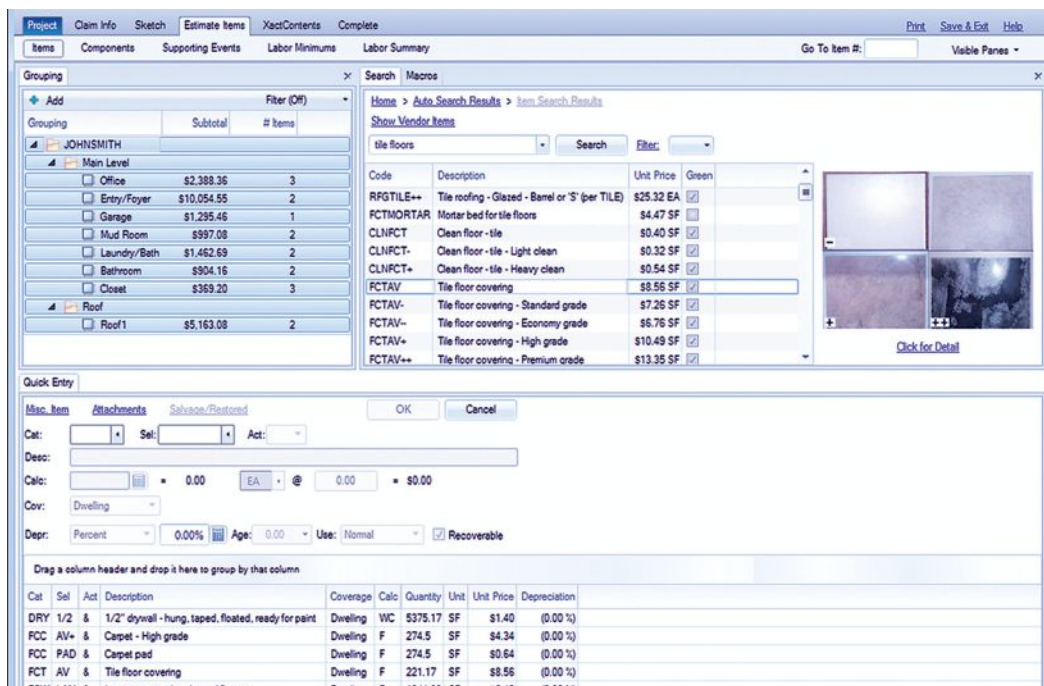 Project Claim Info Sketch Estimate Items XactContents Complete Print Save & Exit Help
Items Components Supporting Events Labor Minimums Labor Summary Go To Item #: Visible Panes
Grouping
Add Filter (Off)
Grouping Subtotal # Items
JOHNSMITH
Main Level
Office $2,388.36 3
Entry/Foyer $10,054.55 2
Garage $1,295.46 1
Mud Room $997.08 2
Laundry/Bath $1,462.69 2
Bathroom $904.16 2
Closet $369.20 3
Roof
Roof1 $5,163.08 2
Search Macros
Home > Auto Search Results > Item Search Results
Show Vendor Items
tile floors Search Filter:
Code Description Unit Price Green
RFGTILE++ Tile roofing - Glazed - Barrel or 'S' (per TILE) $25.32 EA
FCTMORTAR Mortar bed for tile floors $4.47 SF
CLNFCT Clean floor - tile $0.40 SF
CLNFCT- Clean floor - tile - Light clean $0.32 SF
CLNFCT+ Clean floor - tile - Heavy clean $0.54 SF
FCTAV Tile floor covering $8.56 SF
FCTAV- Tile floor covering - Standard grade $7.26 SF
FCTAV-- Tile floor covering - Economy grade $6.76 SF
FCTAV+ Tile floor covering - High grade $10.49 SF
FCTAV++ Tile floor covering - Premium grade $13.35 SF
-
+ ++
Click for Detail
Quick Entry
Misc. Item Attachments Salvage/Restored OK Cancel
Cat: Sel: Act:
Desc:
Calc: = 0.00 EA @ 0.00 = $0.00
Cov: Dwelling
Depr: Percent 0.00% Age: 0.00 Use: Normal Recoverable
Drag a column header and drop it here to group by that column
Cat Sel Act Description Coverage Calc Quantity Unit Unit Price Depreciation
DRY 1/2 & 1/2" drywall - hung, taped, floated, ready for paint Dwelling WC 5375.17 SF $1.40 (0.00 %)
FCC AV+ & Carpet - High grade Dwelling F 274.5 SF $4.34 (0.00 %)
FCC PAD & Carpet pad Dwelling F 274.5 SF $0.64 (0.00 %)
FCT AV & Tile floor covering Dwelling F 221.17 SF $8.56 (0.00 %)